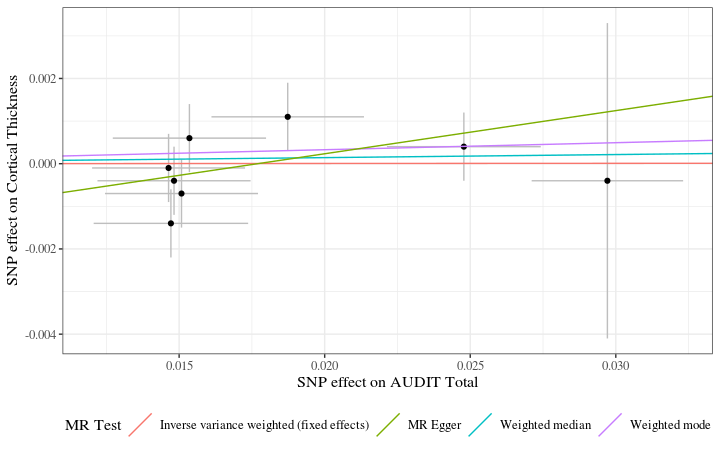 SNP effect on Cortical Thickness
0.002
0.000
-0.002
-0.004
0.015 0.020 0.025 0.030
SNP effect on AUDIT Total
MR Test Inverse variance weighted (fixed effects) MR Egger Weighted median Weighted mode